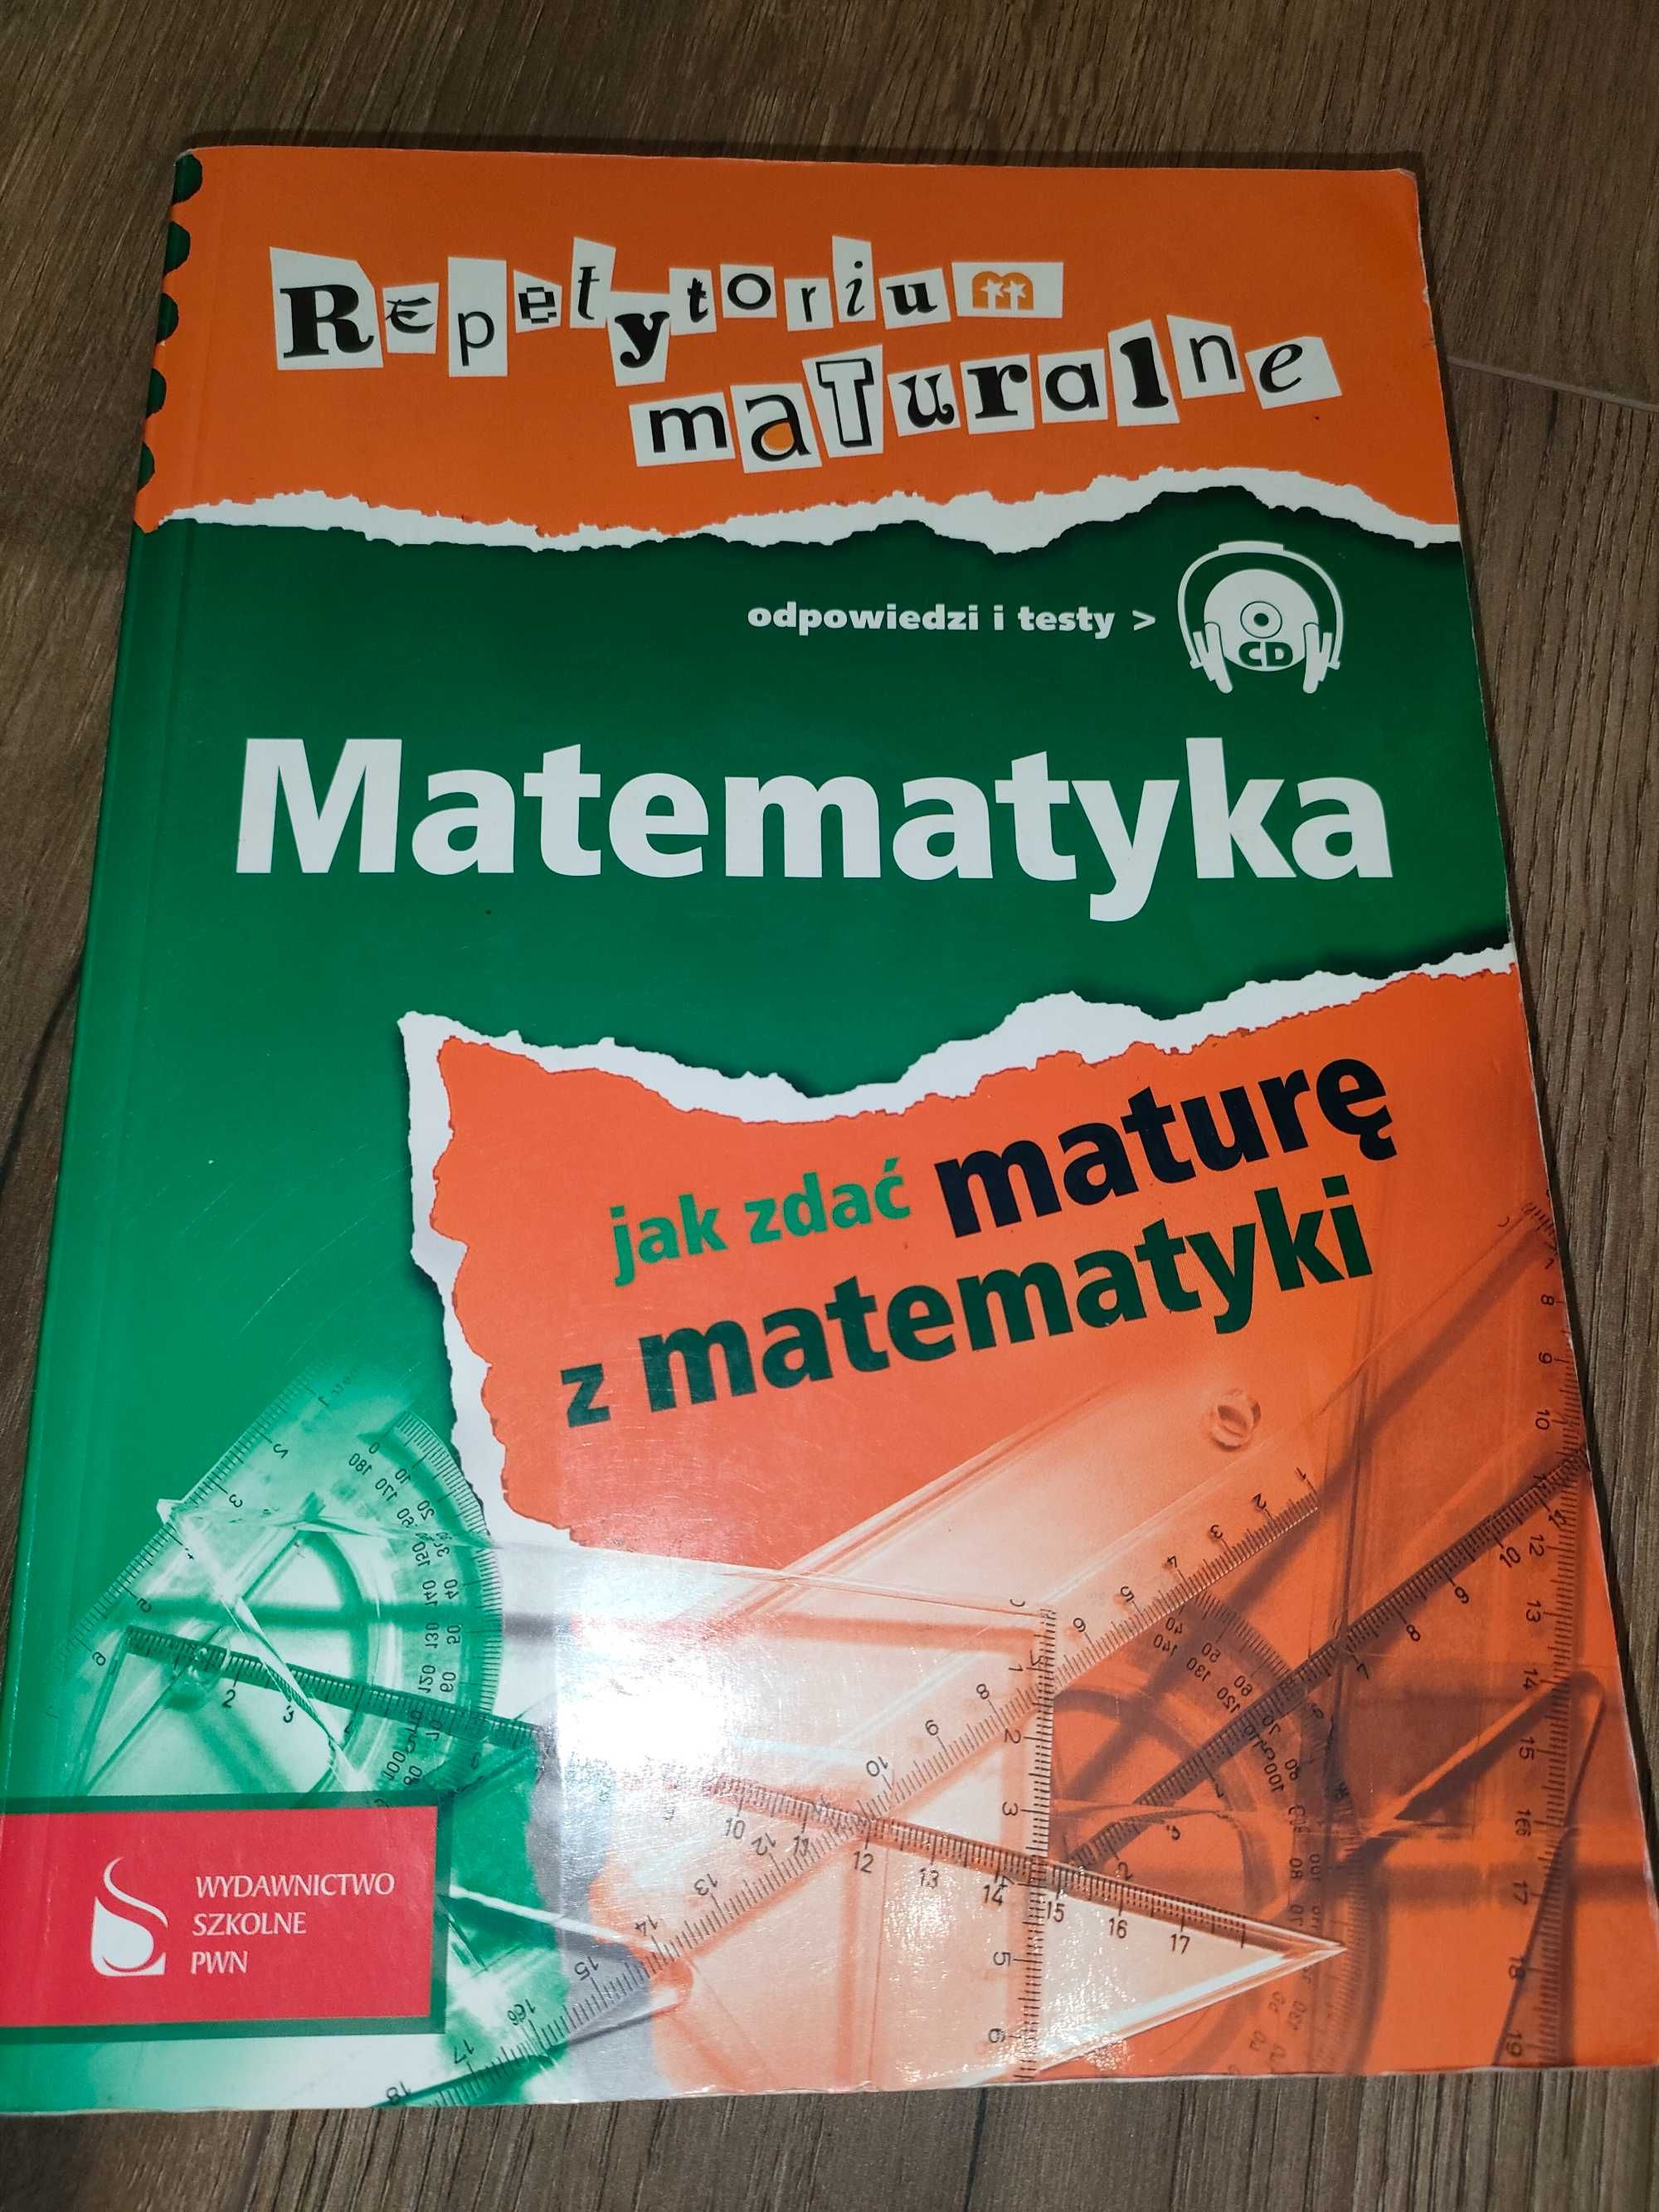 Repetytorium
maturalne
odpowiedzi i testy >
CD
Matematyka
jak zdać maturę
z matematyki
WYDAWNICTWO
SZKOLNE
PWN